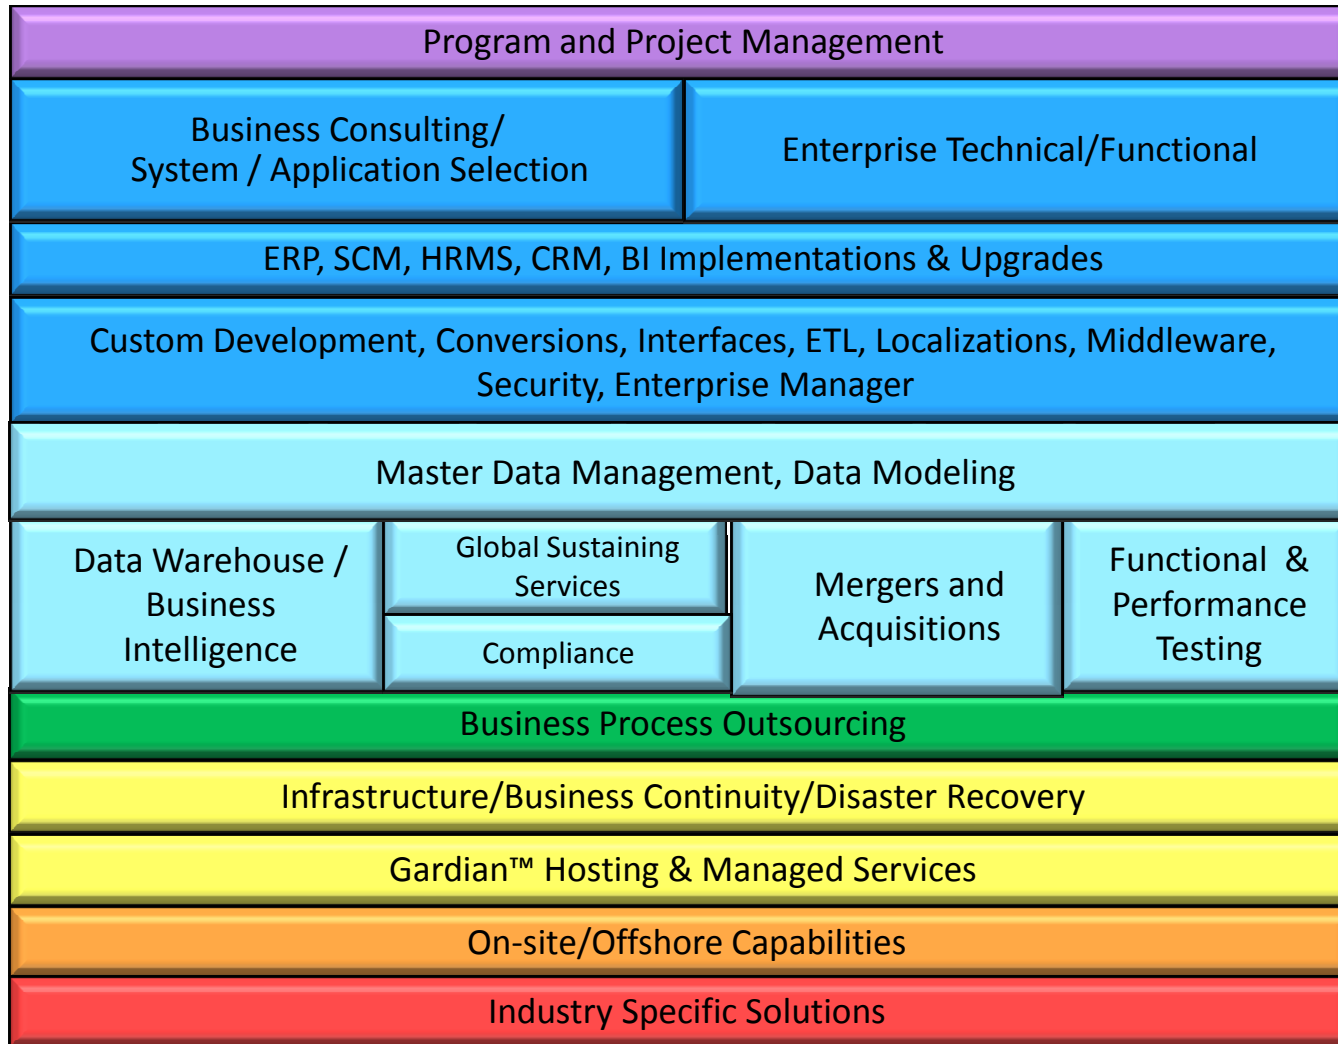 Program and Project Management
Business Consulting/
System / Application Selection
Enterprise Technical/Functional
ERP, SCM, HRMS, CRM, BI Implementations & Upgrades
Custom Development, Conversions, Interfaces, ETL, Localizations, Middleware,
Security, Enterprise Manager
Master Data Management, Data Modeling
Data Warehouse /
Business
Intelligence
Global Sustaining
Services
Compliance
Mergers and
Acquisitions
Functional &
Performance
Testing
Business Process Outsourcing
Infrastructure/Business Continuity/Disaster Recovery
Gardian™ Hosting & Managed Services
On-site/Offshore Capabilities
Industry Specific Solutions